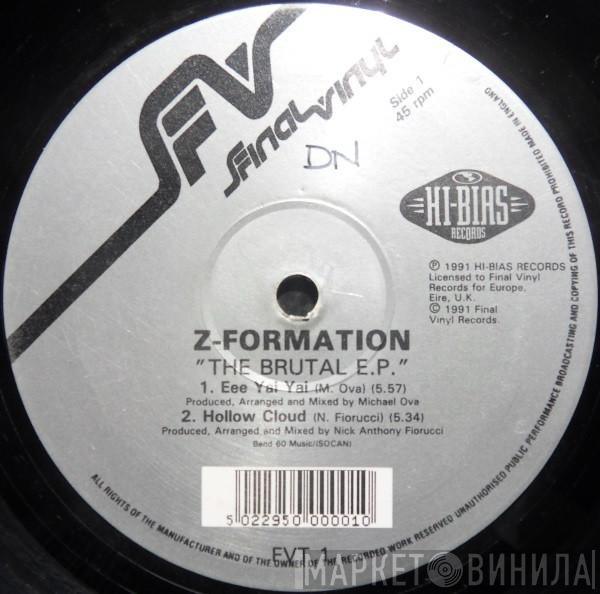 FV
finalvinyl
Side 1
45 rpm
DN
HI-BIAS
RECORDS
℗ 1991 HI-BIAS RECORDS
Licensed to Final Vinyl
Records for Europe,
Eire, U.K.
© 1991 Final
Vinyl Records.
Z-FORMATION
"THE BRUTAL E.P."
1. Eee Yai Yai (M. Ova) (5.57)
Produced, Arranged and Mixed by Michael Ova
2. Hollow Cloud (N. Fiorucci) (5.34)
Produced, Arranged and Mixed by Nick Anthony Fiorucci
Bend 60 Music/(SOCAN)
5 022950 000010
FVT 1
ALL RIGHTS OF THE MANUFACTURER AND OF THE OWNER OF THE RECORDED WORK RESERVED UNAUTHORISED PUBLIC PERFORMANCE BROADCASTING AND COPYING OF THIS RECORD PROHIBITED MADE IN ENGLAND
МАРКЕТ ВИНИЛА